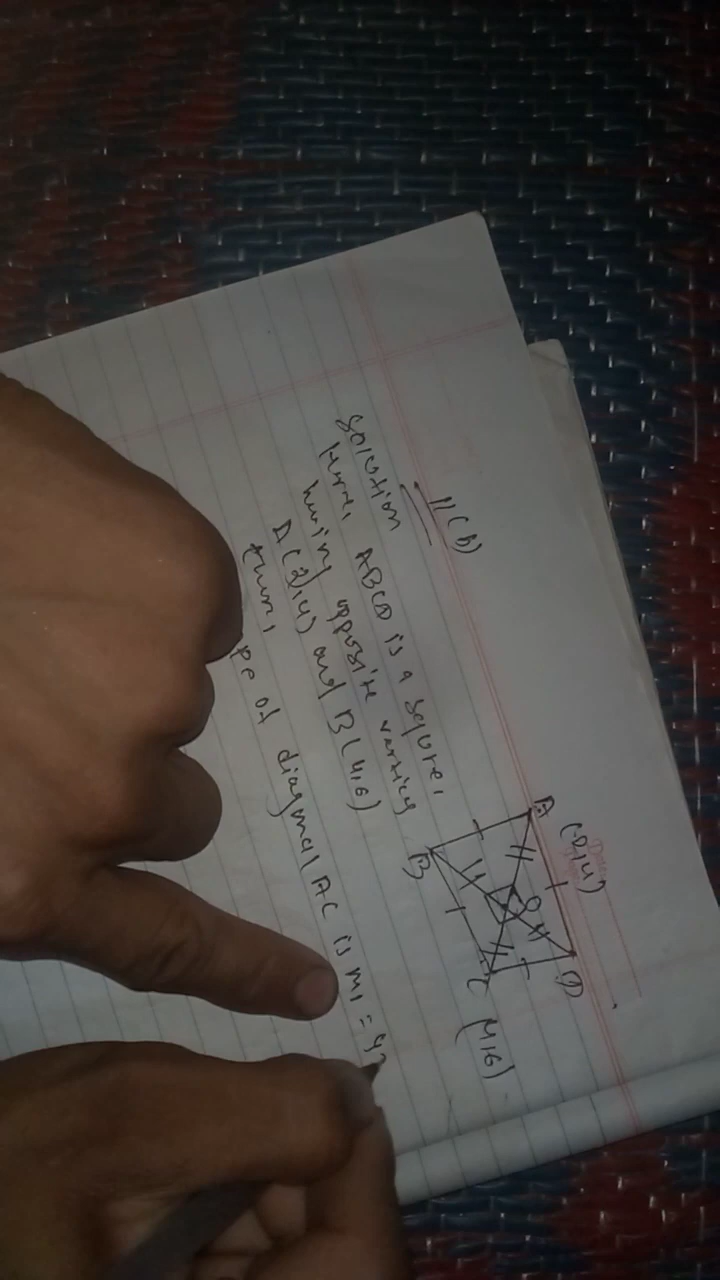 11(b)
Solution
Here, ABCD is a square,
having opposite
A(2,4) and B(4,6)
then,
pe of diagonal AC is m1 = y2
A (-2,4)
D
O
B
C (4,6)